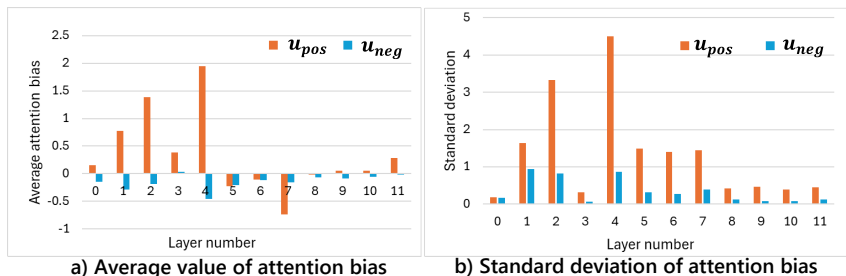 2.5
2
1.5
1
0.5
0
-0.5
-1
Average attention bias
u_pos u_neg
0 1 2 3 4 5 6 7 8 9 10 11
Layer number
a) Average value of attention bias
5
4
3
2
1
0
Standard deviation
u_pos u_neg
0 1 2 3 4 5 6 7 8 9 10 11
Layer number
b) Standard deviation of attention bias